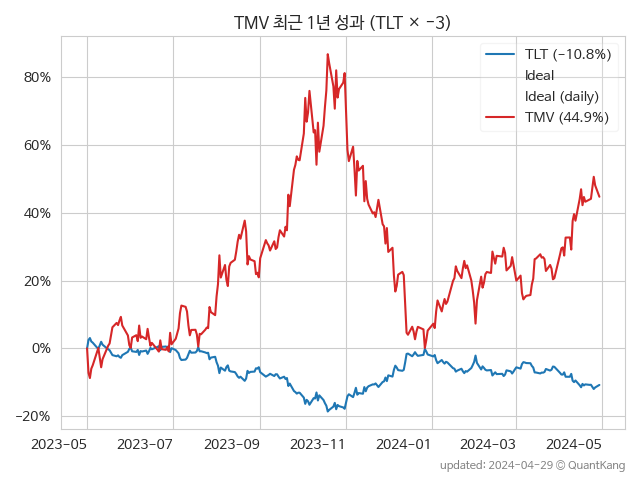 TMV 최근 1년 성과 (TLT × −3)
TLT (−10.8%)
Ideal
Ideal (daily)
TMV (44.9%)
80%
60%
40%
20%
0%
−20%
2023-05
2023-07
2023-09
2023-11
2024-01
2024-03
2024-05
updated: 2024-04-29 © QuantKang